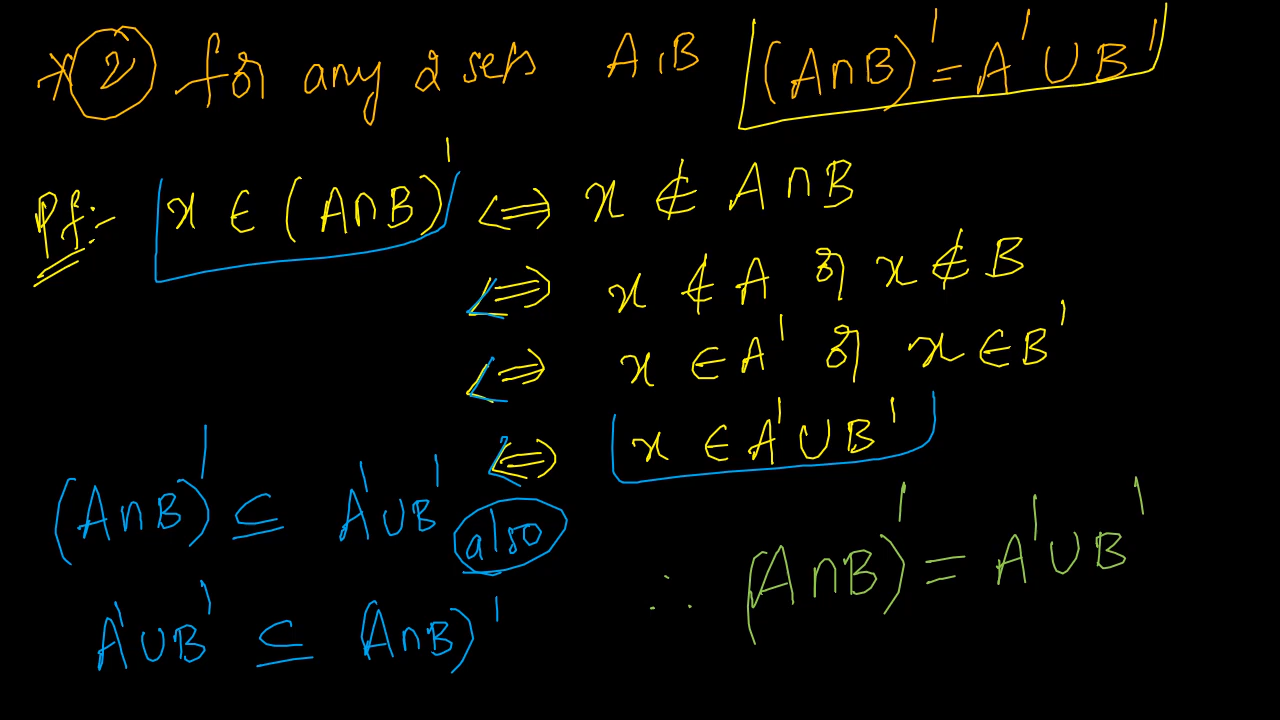 * ② for any 2 sets A,B (A∩B)' = A'∪B'
Pf:- x ∈ (A∩B)' ⇔ x ∉ A∩B
⇔ x ∉ A or x ∉ B
⇔ x ∈ A' or x ∈ B'
⇔ x ∈ A'∪B'
(A∩B)' ⊆ A'∪B' also
A'∪B' ⊆ (A∩B)'
∴ (A∩B)' = A'∪B'